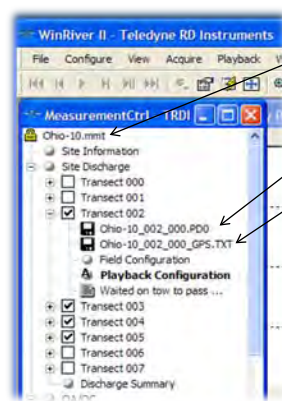 WinRiver II - Teledyne RD Instruments
File Configure View Acquire Playback
MeasurementCtrl TRDI
Ohio-10.mmt
Site Information
Site Discharge
Transect 000
Transect 001
Transect 002
Ohio-10_002_000.PD0
Ohio-10_002_000_GPS.TXT
Field Configuration
Playback Configuration
Waited on tow to pass ...
Transect 003
Transect 004
Transect 005
Transect 006
Transect 007
Discharge Summary